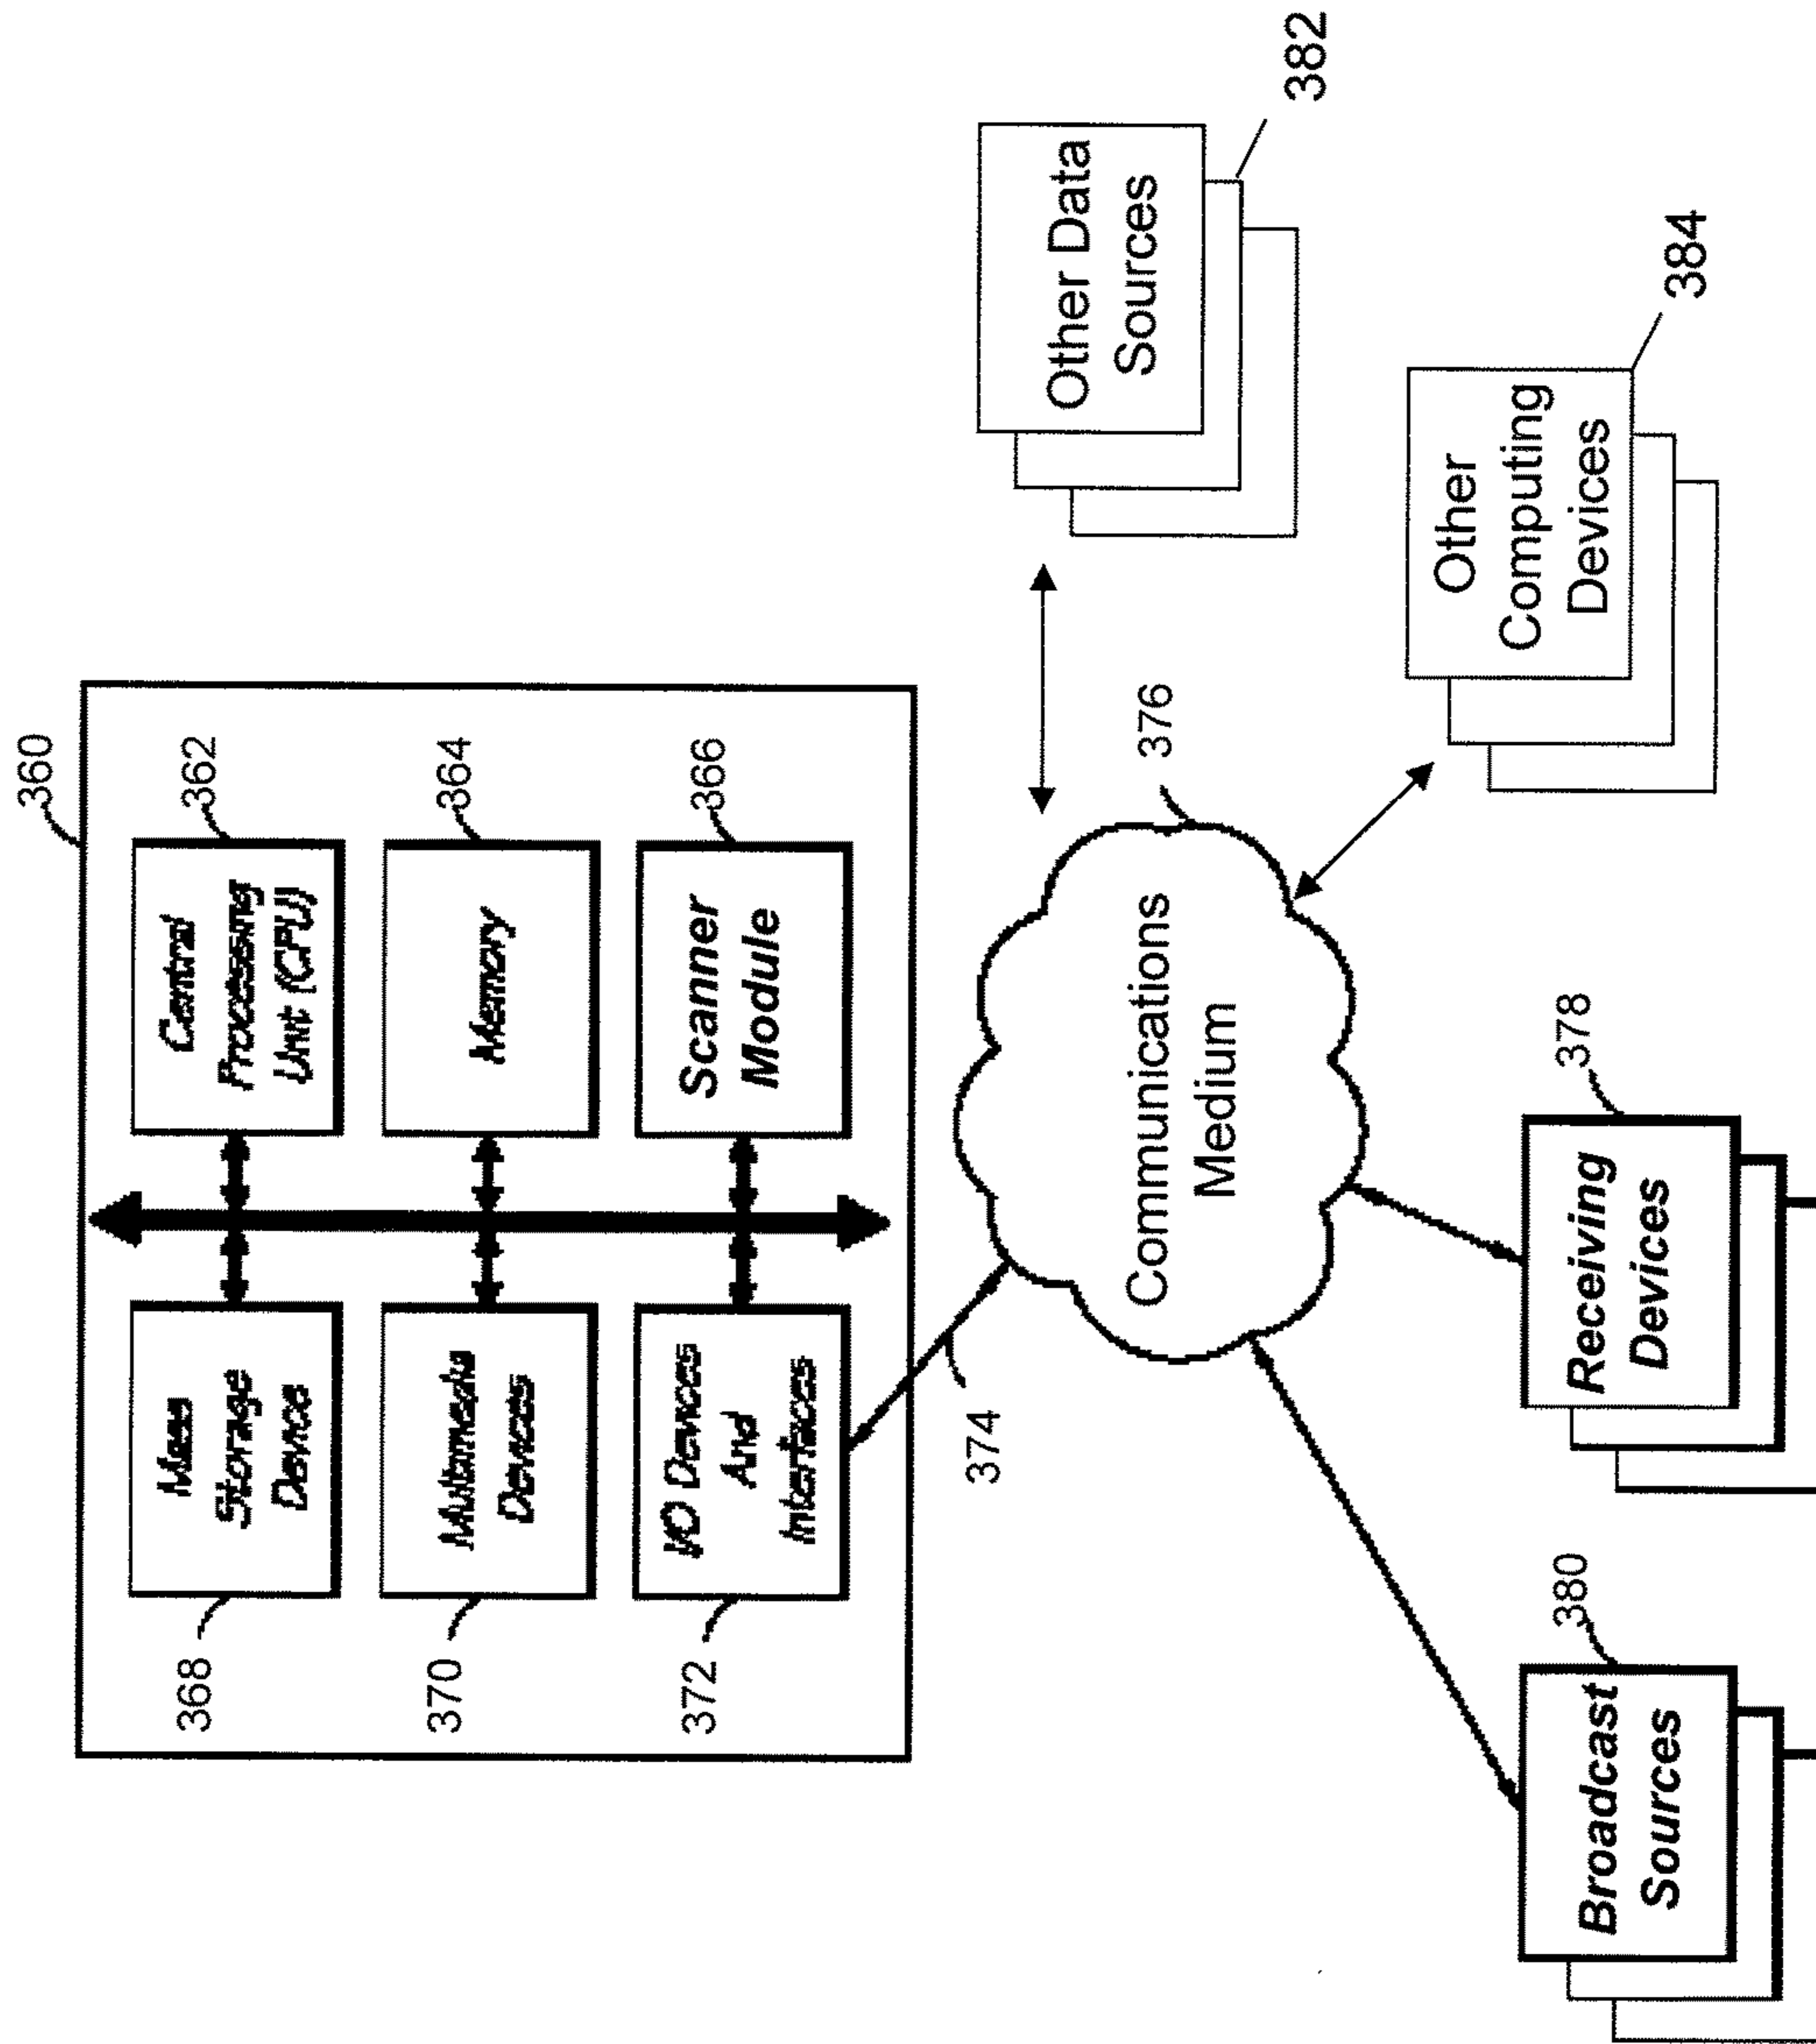 360
368
Mass
Storage
Device
Central
Processing
Unit (CPU)
362
370
Multimedia
Devices
Memory
364
372
I/O Devices
And
Interfaces
Scanner
Module
366
374
Communications
Medium
376
Other Data
Sources
382
Other
Computing
Devices
384
Broadcast
Sources
380
Receiving
Devices
378